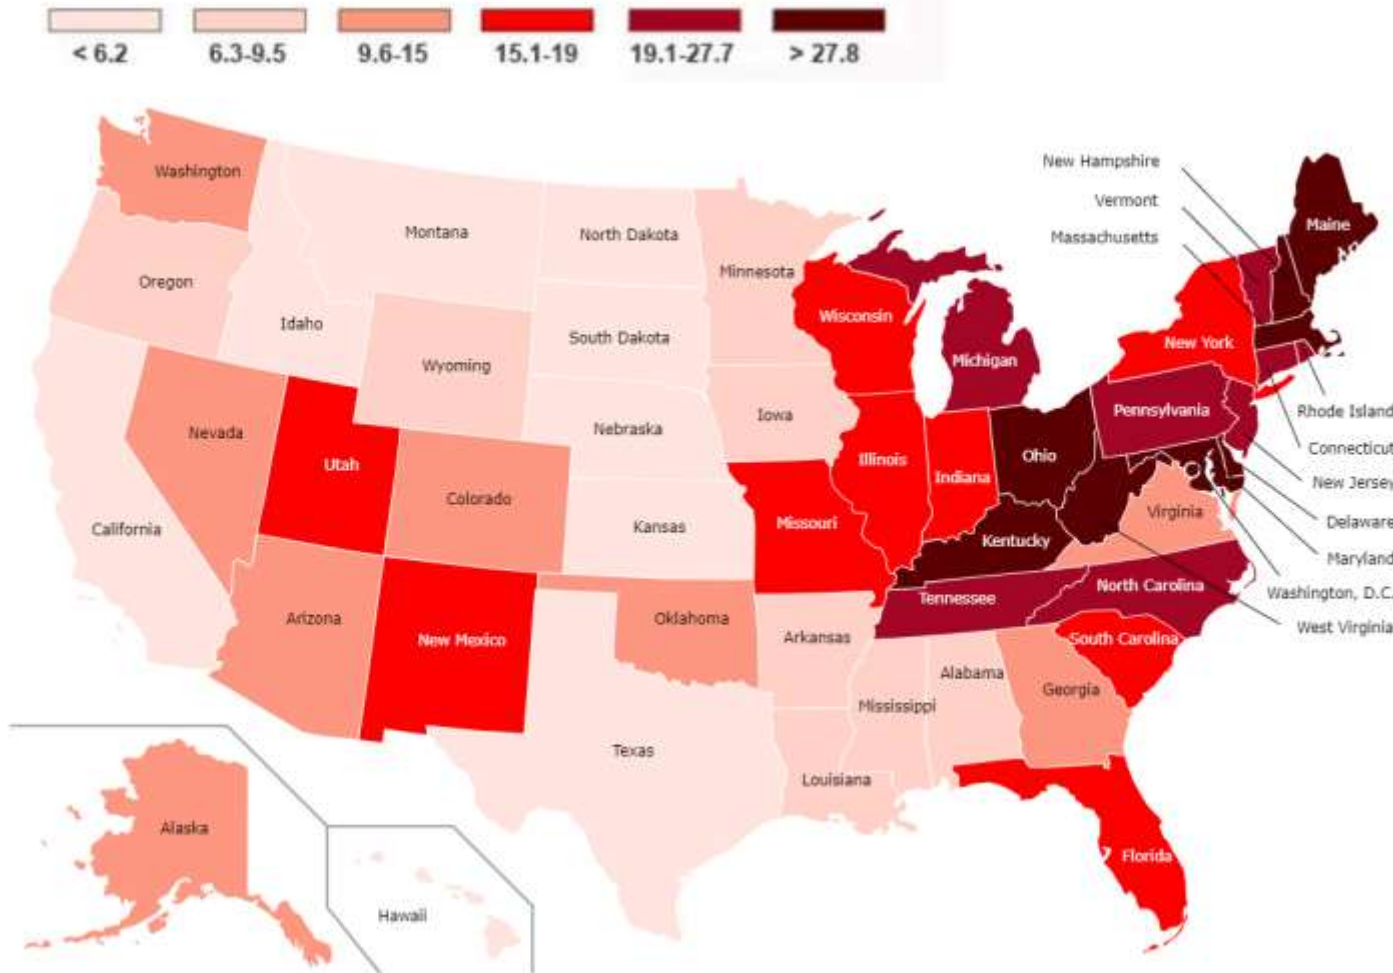 < 6.2 6.3-9.5 9.6-15 15.1-19 19.1-27.7 > 27.8
New Hampshire
Washington
Vermont
Maine
Montana
North Dakota
Massachusetts
Minnesota
Oregon
Idaho
Wisconsin
South Dakota
New York
Michigan
Wyoming
Pennsylvania
Rhode Island
Iowa
Nebraska
Nevada
Connecticut
Ohio
Illinois
Utah
Indiana
New Jersey
Colorado
Virginia
Delaware
Missouri
Kansas
California
Kentucky
Maryland
North Carolina
Washington, D.C.
Tennessee
Arizona
Oklahoma
West Virginia
Arkansas
New Mexico
South Carolina
Alabama
Georgia
Mississippi
Texas
Louisiana
Alaska
Florida
Hawaii